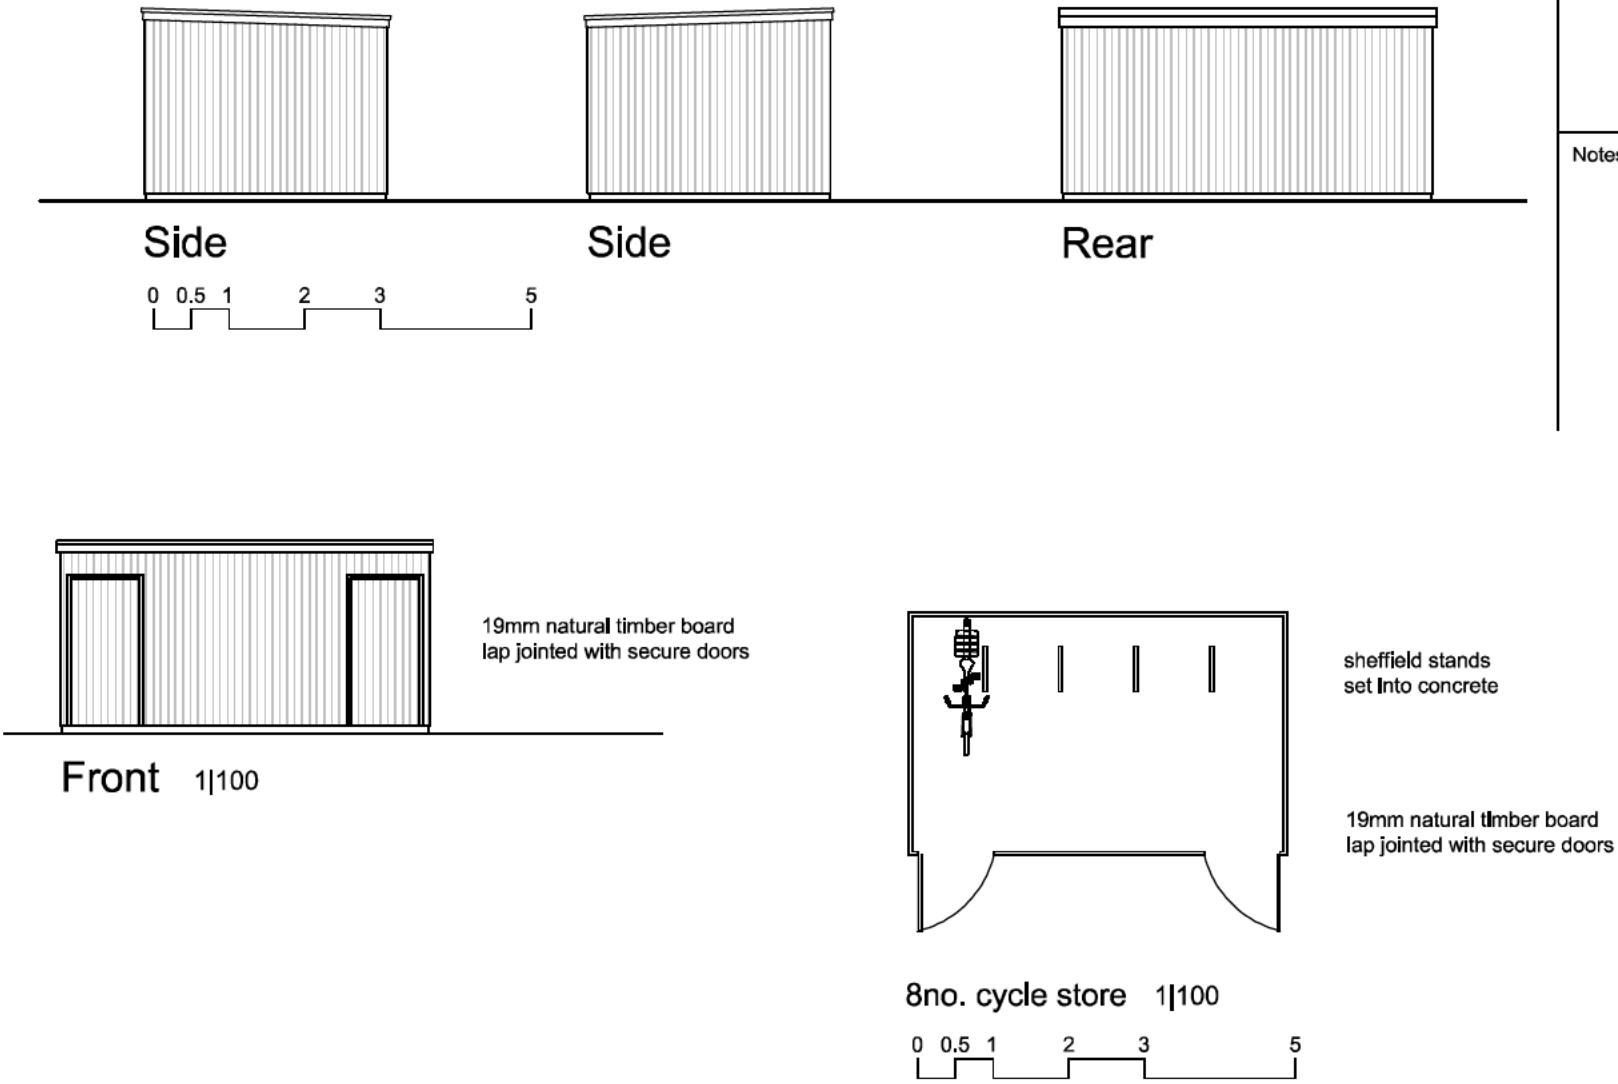 Side
Side
Rear
Notes
0 0.5 1 2 3 5
19mm natural timber board
lap jointed with secure doors
Front 1|100
sheffield stands
set into concrete
19mm natural timber board
lap jointed with secure doors
8no. cycle store 1|100
0 0.5 1 2 3 5